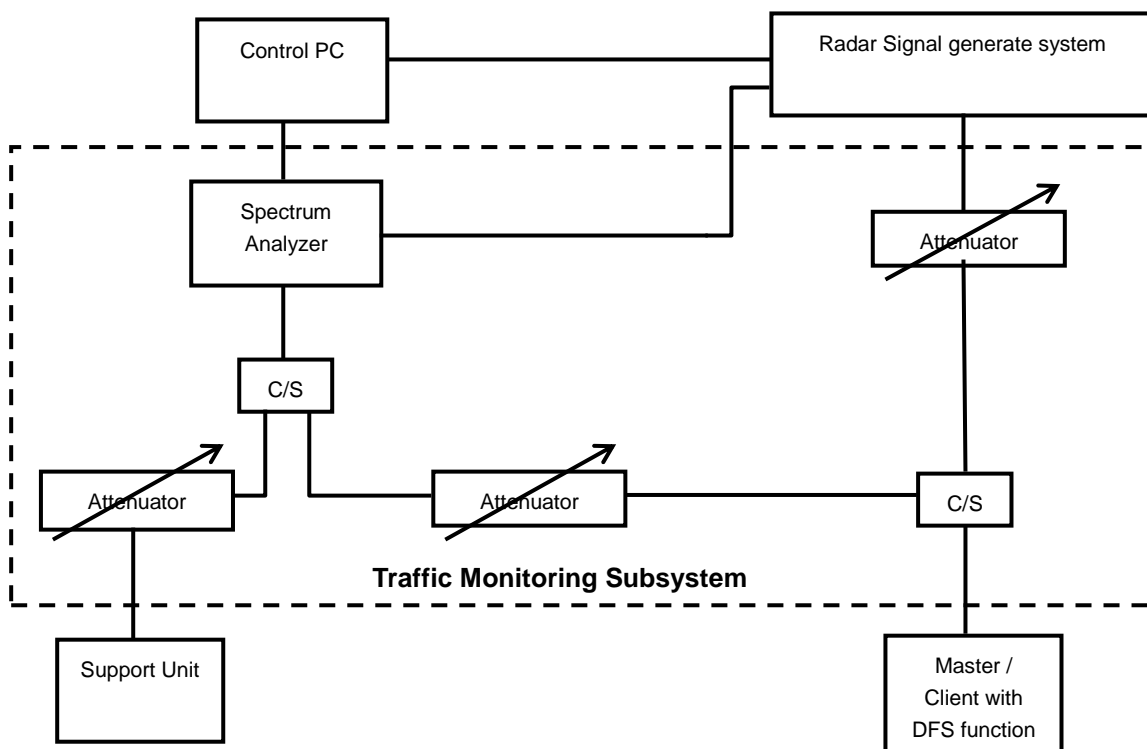 Control PC
Radar Signal generate system
Spectrum
Analyzer
Attenuator
C/S
Attenuator
Attenuator
C/S
Traffic Monitoring Subsystem
Support Unit
Master /
Client with
DFS function